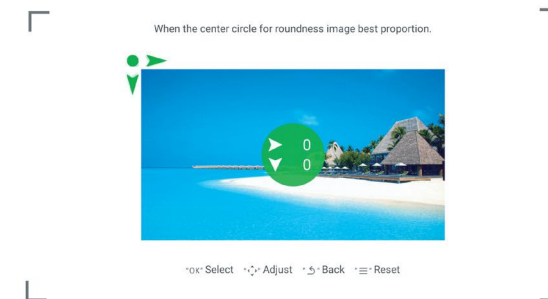 When the center circle for roundness image best proportion.
0
0
"OK" Select " " Adjust " " Back " " Reset